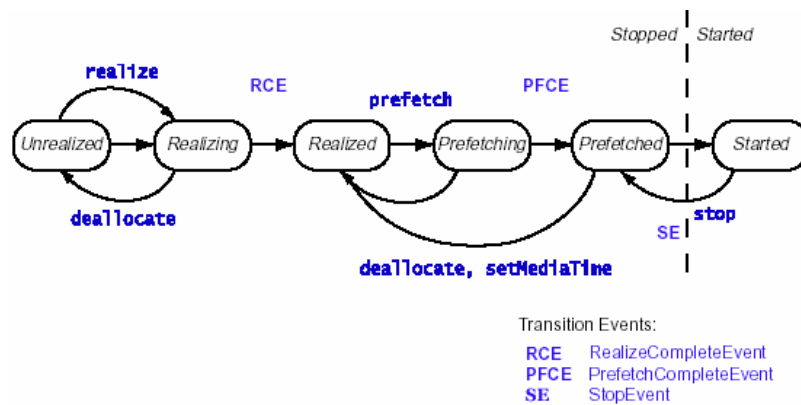 Stopped Started
realize
RCE
prefetch
PFCE
Unrealized Realizing Realized Prefetching Prefetched Started
deallocate
stop
SE
deallocate, setMediaTime
Transition Events:
RCE RealizeCompleteEvent
PFCE PrefetchCompleteEvent
SE StopEvent